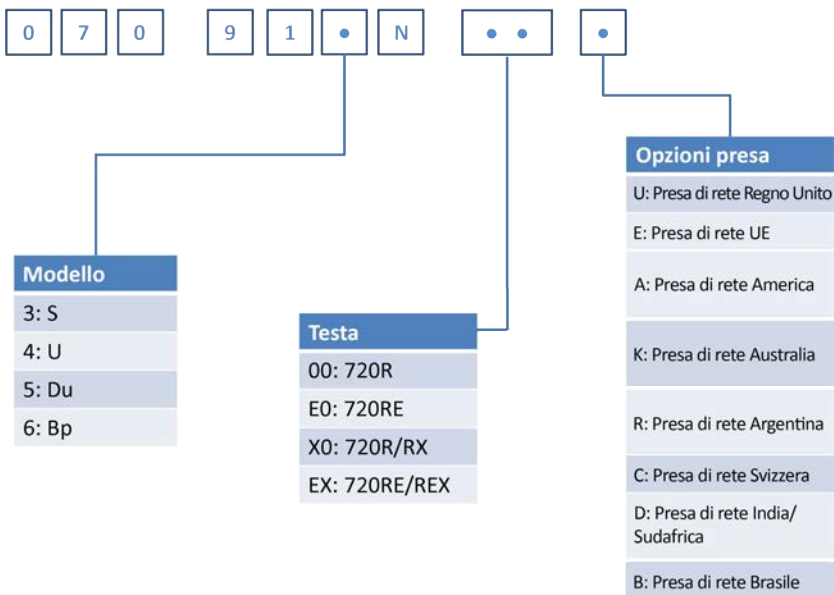 0 7 0 9 1 • N • • •
Opzioni presa
U: Presa di rete Regno Unito
E: Presa di rete UE
A: Presa di rete America
K: Presa di rete Australia
R: Presa di rete Argentina
C: Presa di rete Svizzera
D: Presa di rete India/
Sudafrica
B: Presa di rete Brasile
Modello
3: S
4: U
5: Du
6: Bp
Testa
00: 720R
E0: 720RE
X0: 720R/RX
EX: 720RE/REX